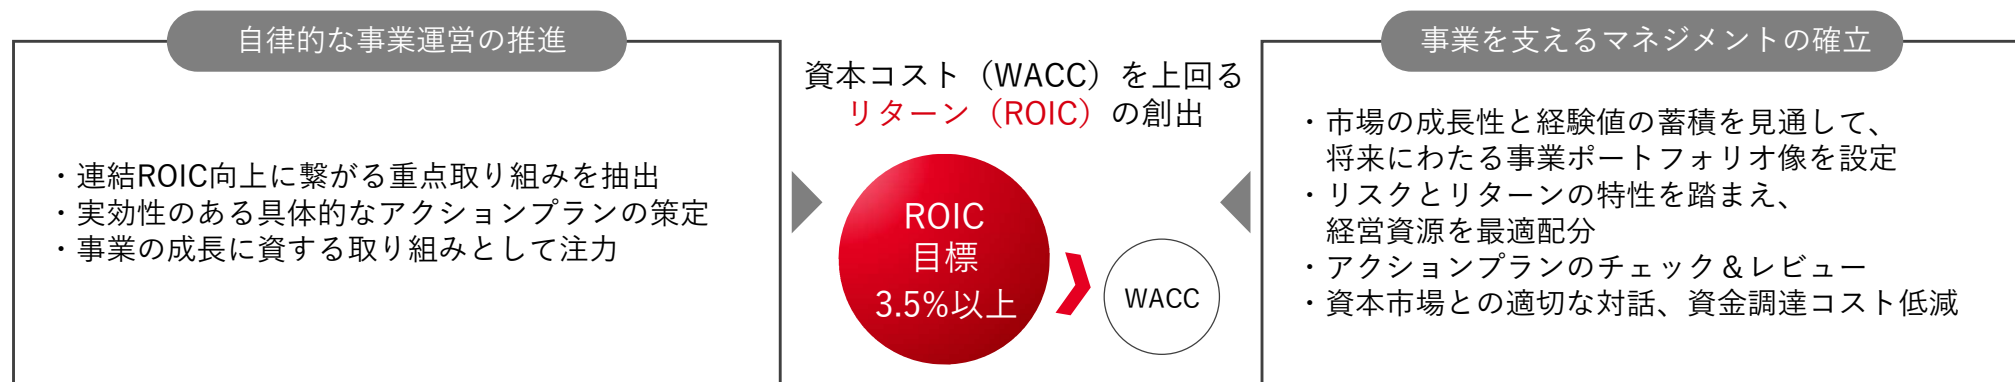 自律的な事業運営の推進
・連結ROIC向上に繋がる重点取り組みを抽出
・実効性のある具体的なアクションプランの策定
・事業の成長に資する取り組みとして注力
資本コスト（WACC）を上回る
リターン（ROIC）の創出
ROIC
目標
3.5%以上
WACC
事業を支えるマネジメントの確立
・市場の成長性と経験値の蓄積を見通して、
将来にわたる事業ポートフォリオ像を設定
・リスクとリターンの特性を踏まえ、
経営資源を最適配分
・アクションプランのチェック＆レビュー
・資本市場との適切な対話、資金調達コスト低減